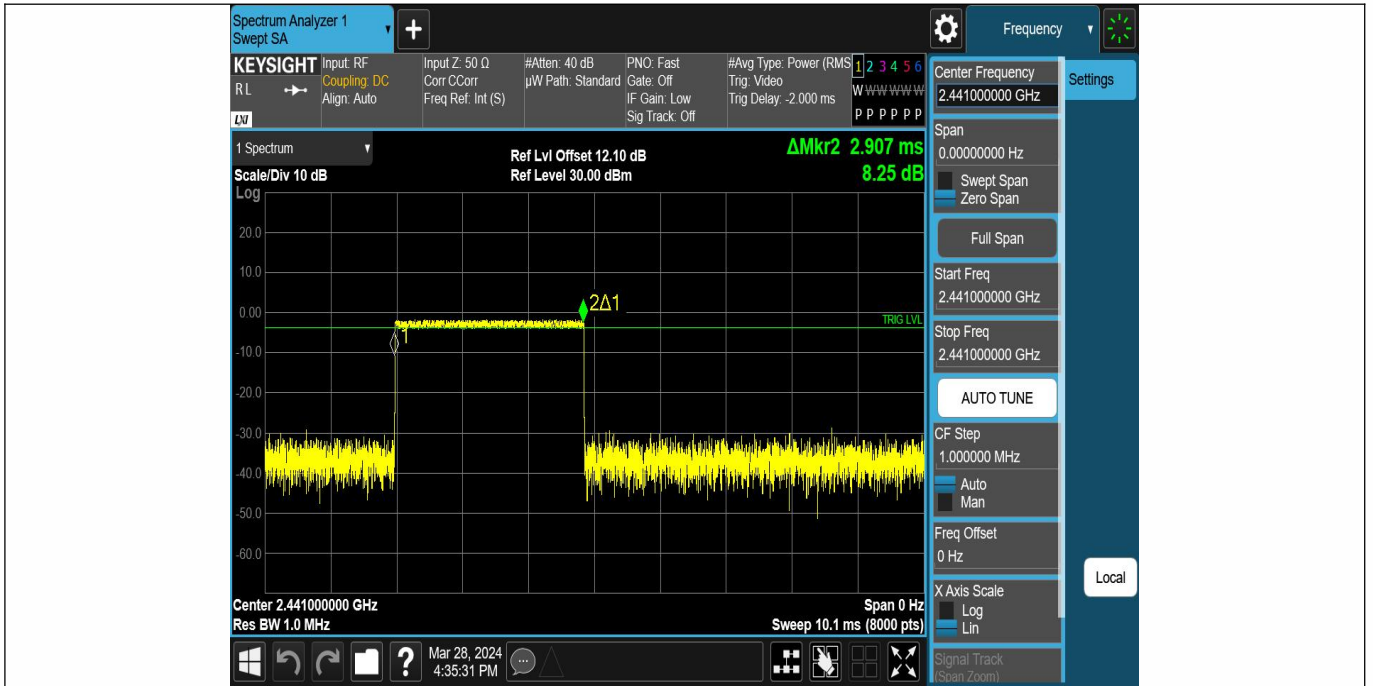 Spectrum Analyzer 1
Swept SA
+
Frequency
KEYSIGHT
RL
LXI
Input: RF
Coupling: DC
Align: Auto
Input Z: 50 Ω
Corr CCorr
Freq Ref: Int (S)
#Atten: 40 dB
µW Path: Standard
PNO: Fast
Gate: Off
IF Gain: Low
Sig Track: Off
#Avg Type: Power (RMS
Trig: Video
Trig Delay: -2.000 ms
1 2 3 4 5 6
W W W W W W
P P P P P P
1 Spectrum
Scale/Div 10 dB
Log
Ref Lvl Offset 12.10 dB
Ref Level 30.00 dBm
ΔMkr2 2.907 ms
8.25 dB
20.0
10.0
0.00
-10.0
-20.0
-30.0
-40.0
-50.0
-60.0
2Δ1
1
TRIG LVL
Center 2.441000000 GHz
Res BW 1.0 MHz
Span 0 Hz
Sweep 10.1 ms (8000 pts)
Center Frequency
2.441000000 GHz
Settings
Span
0.00000000 Hz
Swept Span
Zero Span
Full Span
Start Freq
2.441000000 GHz
Stop Freq
2.441000000 GHz
AUTO TUNE
CF Step
1.000000 MHz
Auto
Man
Freq Offset
0 Hz
X Axis Scale
Log
Lin
Signal Track
(Span Zoom)
Local
?
Mar 28, 2024
4:35:31 PM